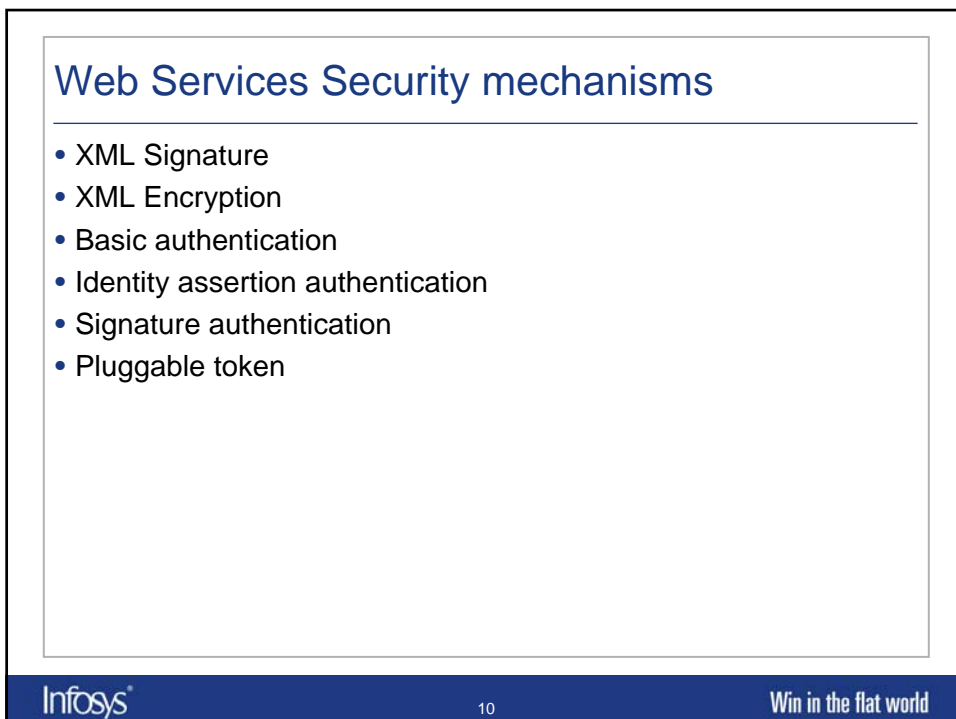 Web Services Security mechanisms
• XML Signature
• XML Encryption
• Basic authentication
• Identity assertion authentication
• Signature authentication
• Pluggable token
Infosys®
10
Win in the flat world